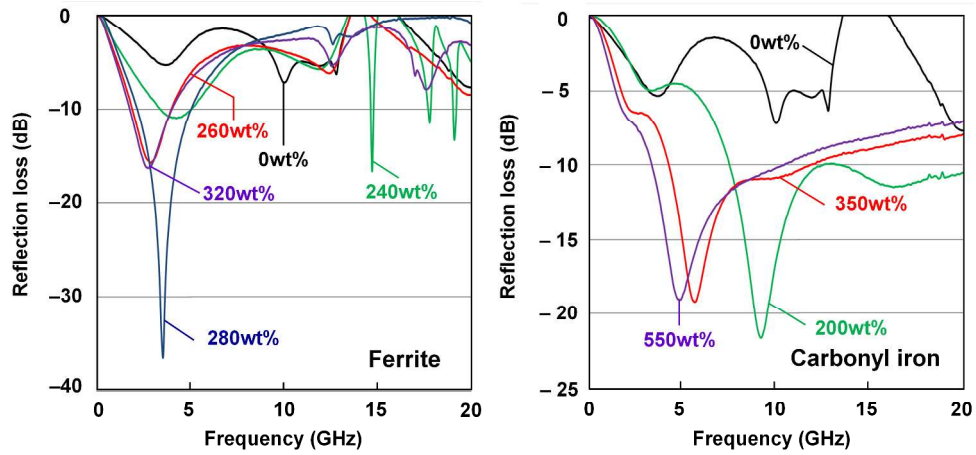 0
–10
–20
–30
–40
Reflection loss (dB)
260wt%
0wt%
320wt%
240wt%
280wt%
Ferrite
0 5 10 15 20
Frequency (GHz)
0
– 5
– 10
– 15
– 20
– 25
Reflection loss (dB)
0wt%
350wt%
200wt%
550wt%
Carbonyl iron
0 5 10 15 20
Frequency (GHz)